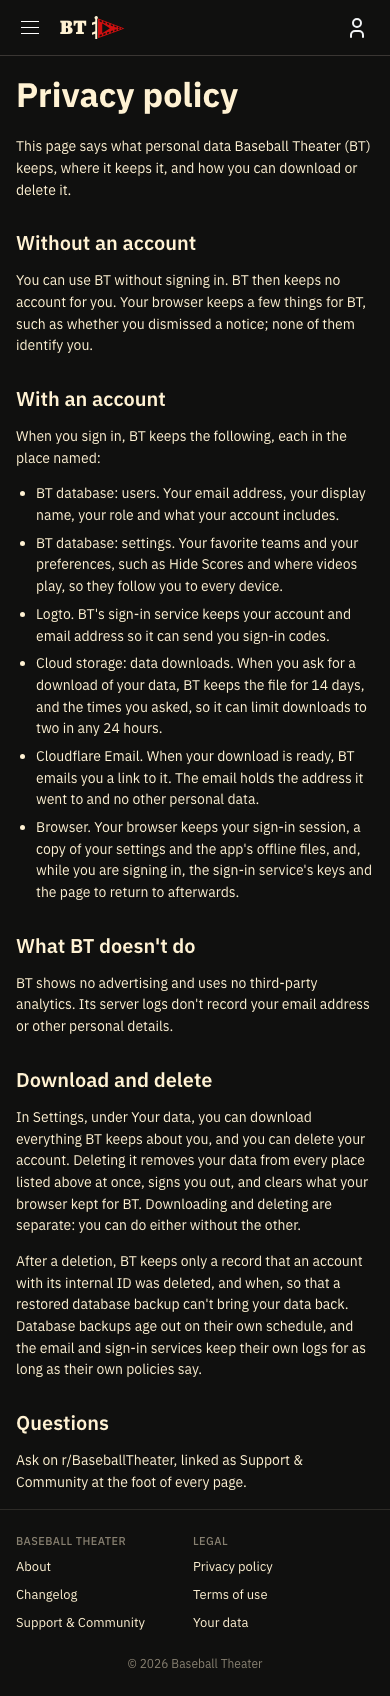 BT
Privacy policy
This page says what personal data Baseball Theater (BT)
keeps, where it keeps it, and how you can download or
delete it.
Without an account
You can use BT without signing in. BT then keeps no
account for you. Your browser keeps a few things for BT,
such as whether you dismissed a notice; none of them
identify you.
With an account
When you sign in, BT keeps the following, each in the
place named:
• BT database: users. Your email address, your display
name, your role and what your account includes.
• BT database: settings. Your favorite teams and your
preferences, such as Hide Scores and where videos
play, so they follow you to every device.
• Logto. BT's sign-in service keeps your account and
email address so it can send you sign-in codes.
• Cloud storage: data downloads. When you ask for a
download of your data, BT keeps the file for 14 days,
and the times you asked, so it can limit downloads to
two in any 24 hours.
• Cloudflare Email. When your download is ready, BT
emails you a link to it. The email holds the address it
went to and no other personal data.
• Browser. Your browser keeps your sign-in session, a
copy of your settings and the app's offline files, and,
while you are signing in, the sign-in service's keys and
the page to return to afterwards.
What BT doesn't do
BT shows no advertising and uses no third-party
analytics. Its server logs don't record your email address
or other personal details.
Download and delete
In Settings, under Your data, you can download
everything BT keeps about you, and you can delete your
account. Deleting it removes your data from every place
listed above at once, signs you out, and clears what your
browser kept for BT. Downloading and deleting are
separate: you can do either without the other.
After a deletion, BT keeps only a record that an account
with its internal ID was deleted, and when, so that a
restored database backup can't bring your data back.
Database backups age out on their own schedule, and
the email and sign-in services keep their own logs for as
long as their own policies say.
Questions
Ask on r/BaseballTheater, linked as Support &
Community at the foot of every page.
BASEBALL THEATER
About
Changelog
Support & Community
LEGAL
Privacy policy
Terms of use
Your data
© 2026 Baseball Theater